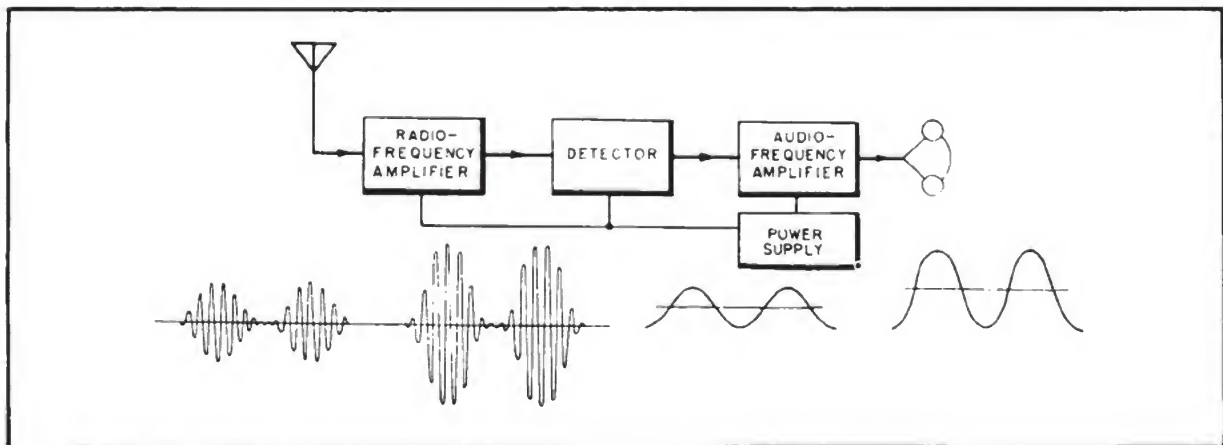 RADIO-
FREQUENCY
AMPLIFIER
DETECTOR
AUDIO-
FREQUENCY
AMPLIFIER
POWER
SUPPLY